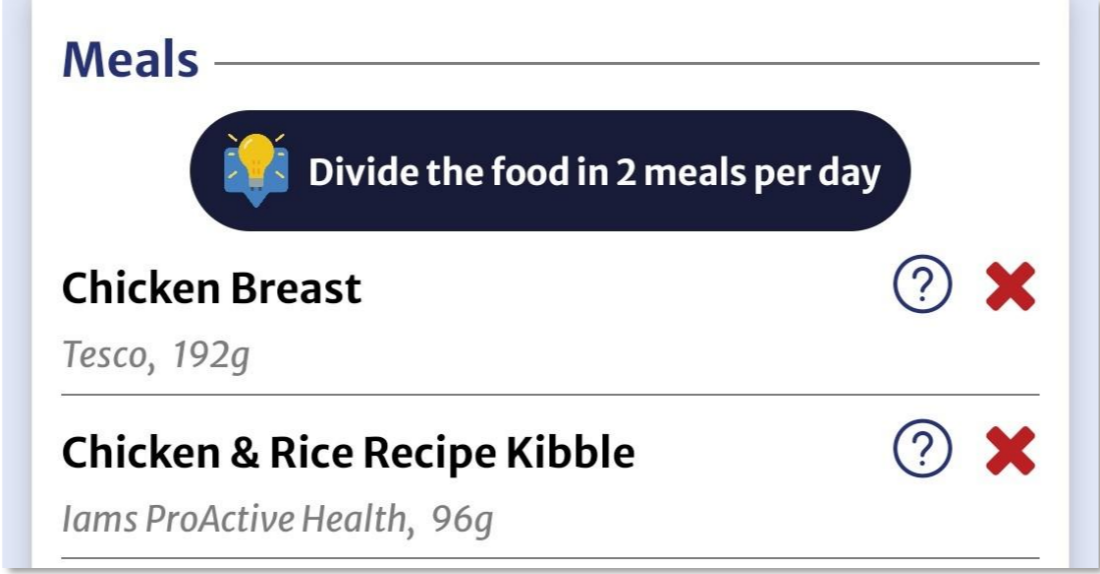 Meals
Divide the food in 2 meals per day
Chicken Breast
Tesco, 192g
Chicken & Rice Recipe Kibble
Iams ProActive Health, 96g